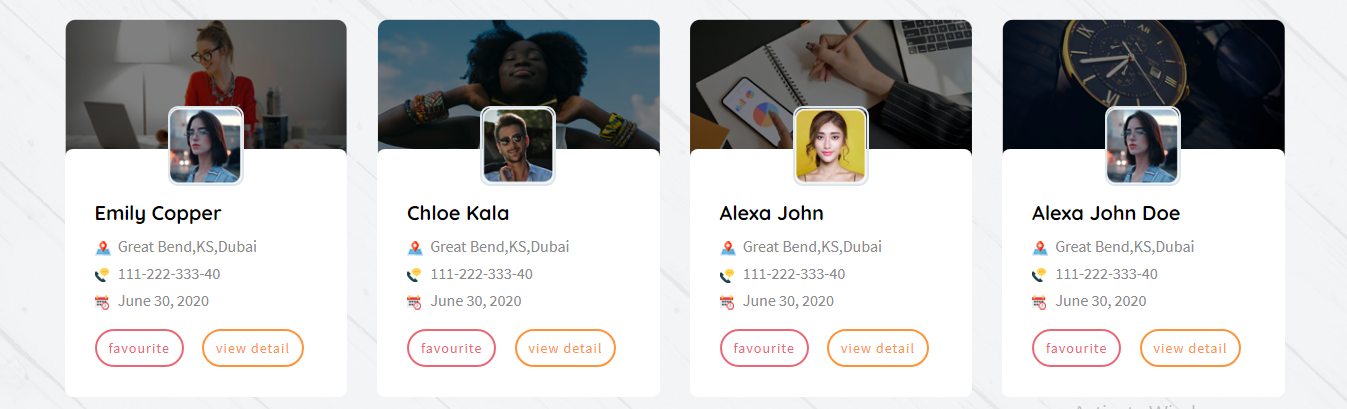 Emily Copper
Great Bend,KS,Dubai
111-222-333-40
June 30, 2020
favourite view detail
Chloe Kala
Great Bend,KS,Dubai
111-222-333-40
June 30, 2020
favourite view detail
Alexa John
Great Bend,KS,Dubai
111-222-333-40
June 30, 2020
favourite view detail
Alexa John Doe
Great Bend,KS,Dubai
111-222-333-40
June 30, 2020
favourite view detail